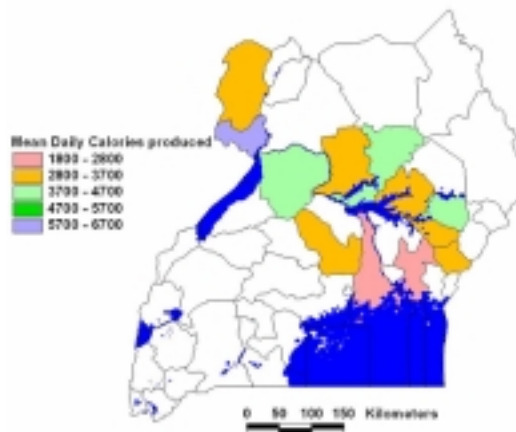 Mean Daily Calories produced
1800 - 2800
2800 - 3700
3700 - 4700
4700 - 5700
5700 - 6700
0 50 100 150 Kilometers